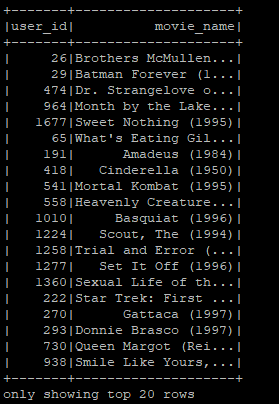 +-------+--------------------+
|user_id|          movie_name|
+-------+--------------------+
|     26|Brothers McMullen...|
|     29|Batman Forever (1...|
|    474|Dr. Strangelove o...|
|    964|Month by the Lake...|
|   1677|Sweet Nothing (1995)|
|     65|What's Eating Gil...|
|    191|      Amadeus (1984)|
|    418|   Cinderella (1950)|
|    541|Mortal Kombat (1995)|
|    558|Heavenly Creature...|
|   1010|     Basquiat (1996)|
|   1224|   Scout, The (1994)|
|   1258|Trial and Error (...|
|   1277|   Set It Off (1996)|
|   1360|Sexual Life of th...|
|    222|Star Trek: First ...|
|    270|      Gattaca (1997)|
|    293|Donnie Brasco (1997)|
|    730|Queen Margot (Rei...|
|    938|Smile Like Yours,...|
+-------+--------------------+
only showing top 20 rows